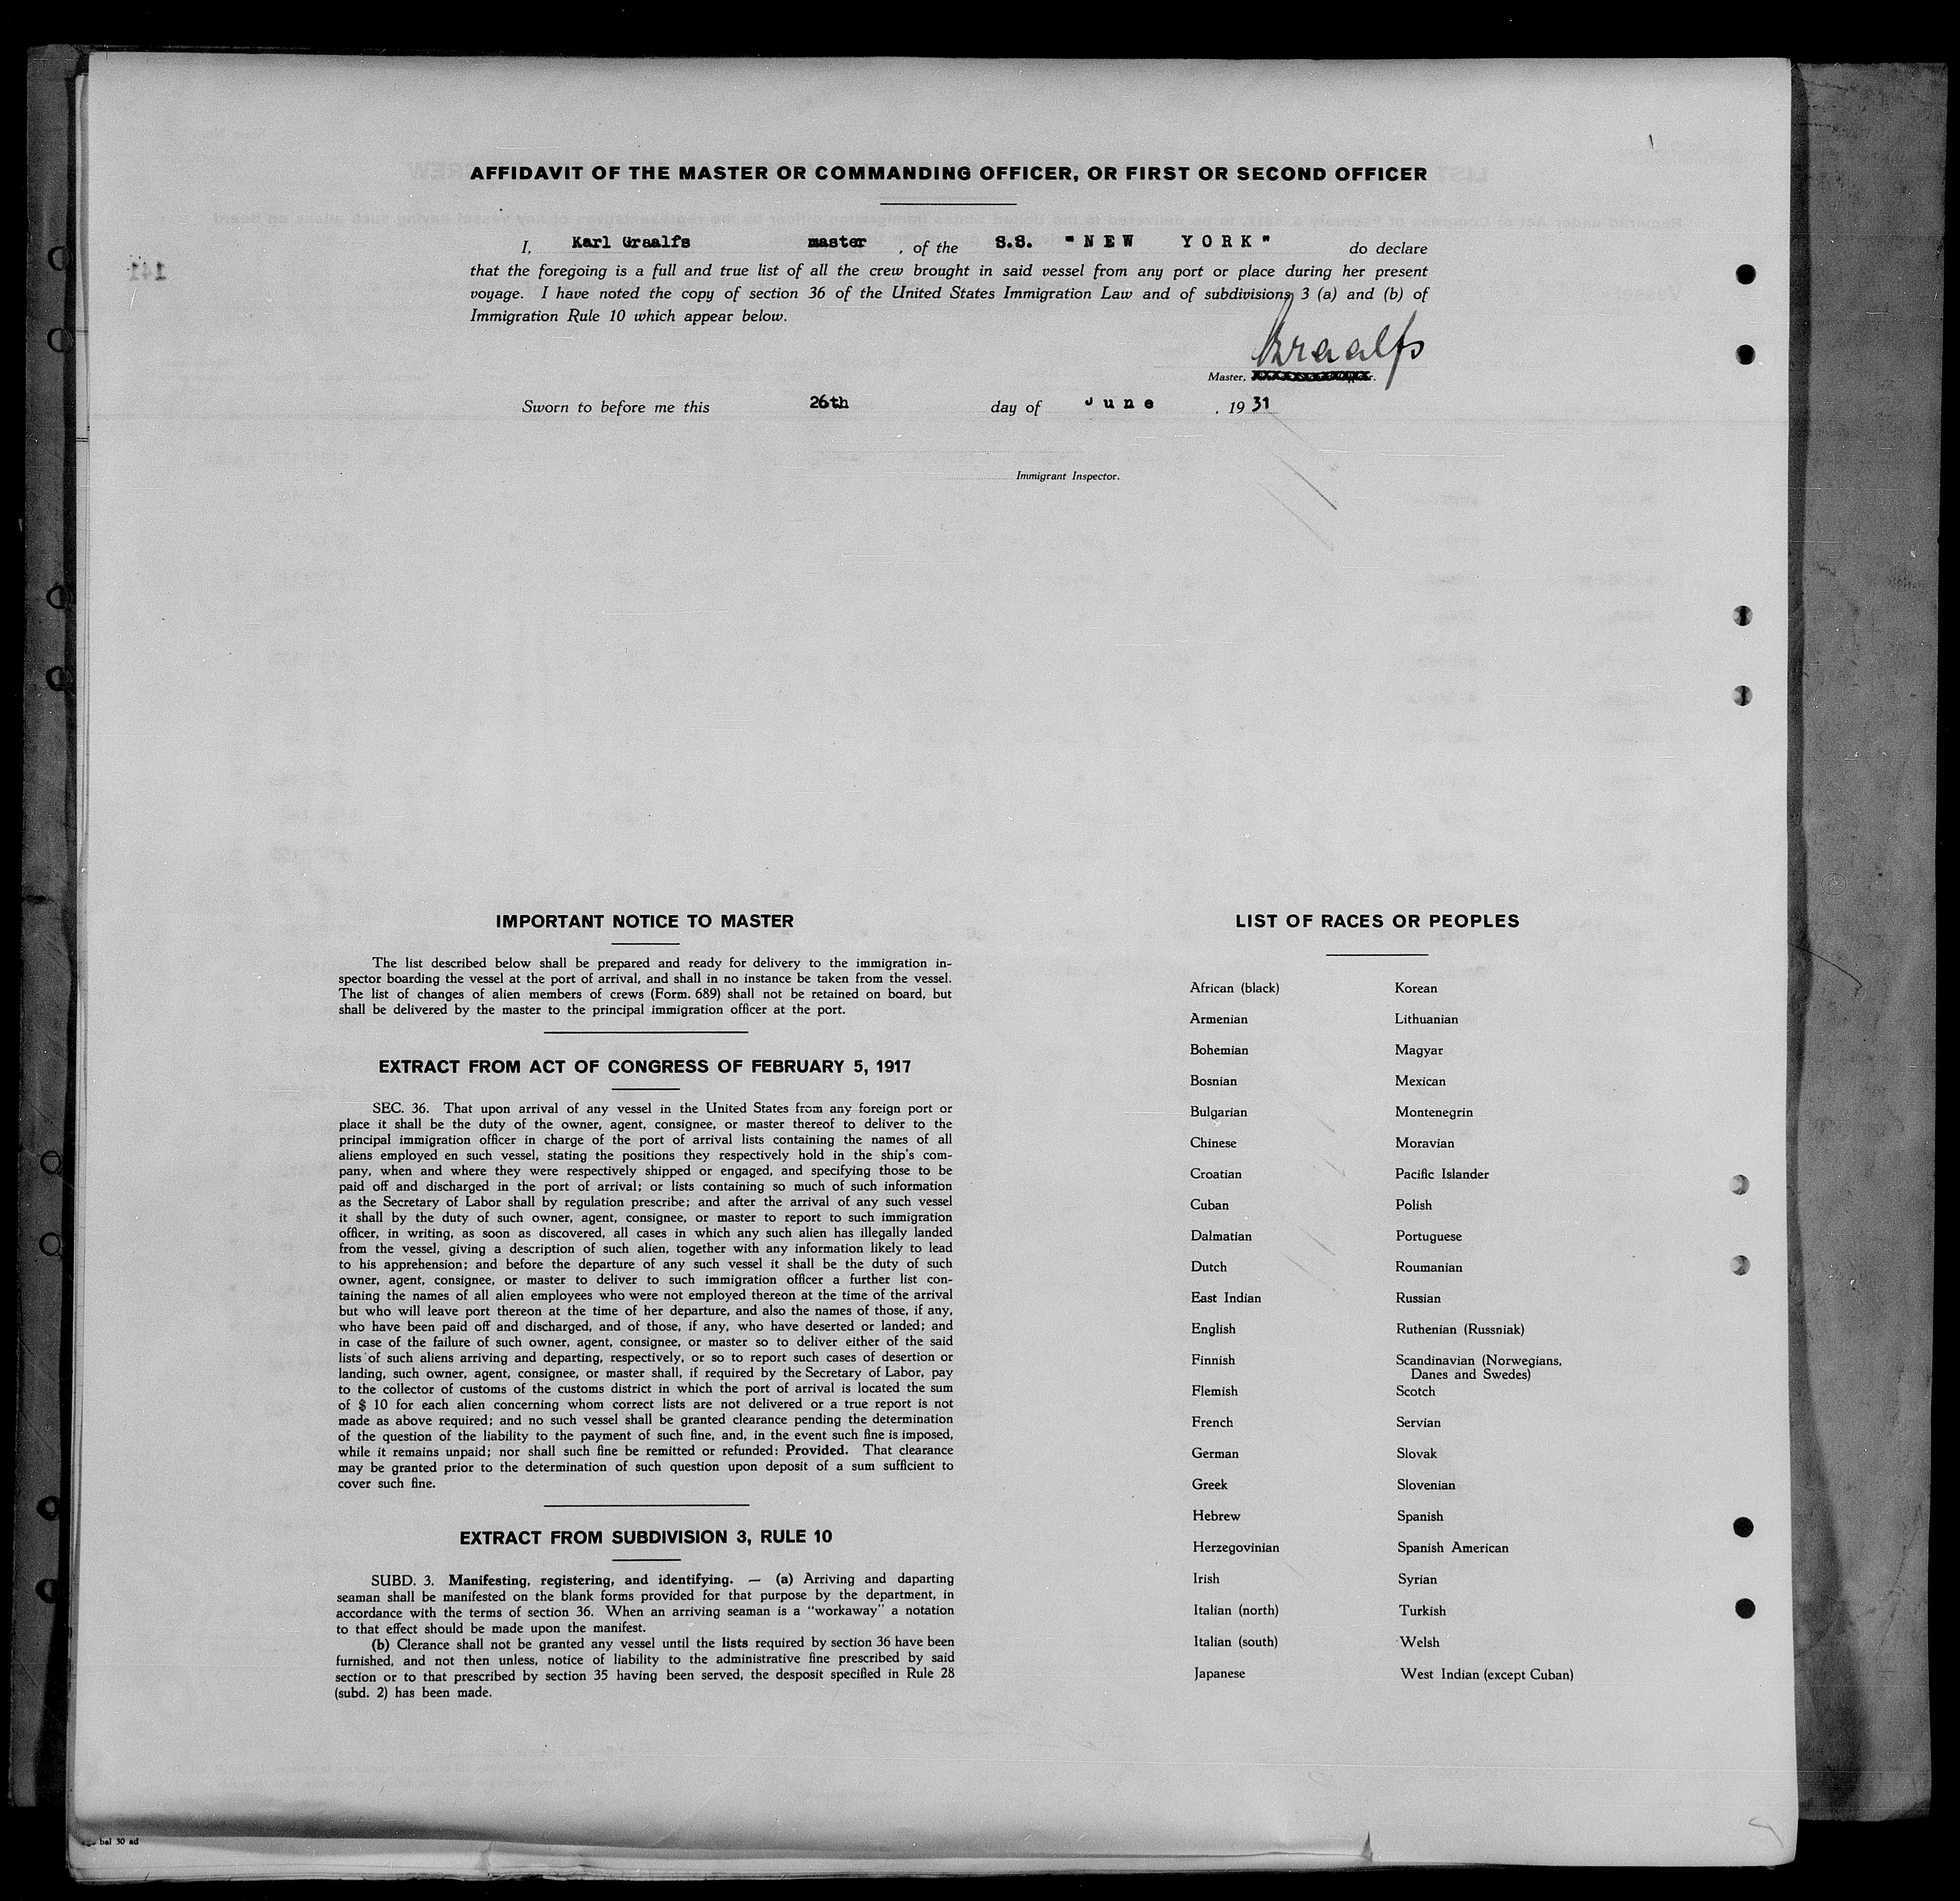 AFFIDAVIT OF THE MASTER OR COMMANDING OFFICER, OR FIRST OR SECOND OFFICER
I, Karl Graalfs master, of the S.S. "NEW YORK" do declare
that the foregoing is a full and true list of all the crew brought in said vessel from any port or place during her present
voyage. I have noted the copy of section 36 of the United States Immigration Law and of subdivisions 3 (a) and (b) of
Immigration Rule 10 which appear below.
Graalfs
Master,
Sworn to before me this 26th day of June, 1931
Immigrant Inspector.
141
IMPORTANT NOTICE TO MASTER
The list described below shall be prepared and ready for delivery to the immigration in-
spector boarding the vessel at the port of arrival, and shall in no instance be taken from the vessel.
The list of changes of alien members of crews (Form. 689) shall not be retained on board, but
shall be delivered by the master to the principal immigration officer at the port.
EXTRACT FROM ACT OF CONGRESS OF FEBRUARY 5, 1917
SEC. 36. That upon arrival of any vessel in the United States from any foreign port or
place it shall be the duty of the owner, agent, consignee, or master thereof to deliver to the
principal immigration officer in charge of the port of arrival lists containing the names of all
aliens employed en such vessel, stating the positions they respectively hold in the ship's com-
pany, when and where they were respectively shipped or engaged, and specifying those to be
paid off and discharged in the port of arrival; or lists containing so much of such information
as the Secretary of Labor shall by regulation prescribe; and after the arrival of any such vessel
it shall by the duty of such owner, agent, consignee, or master to report to such immigration
officer, in writing, as soon as discovered, all cases in which any such alien has illegally landed
from the vessel, giving a description of such alien, together with any information likely to lead
to his apprehension; and before the departure of any such vessel it shall be the duty of such
owner, agent, consignee, or master to deliver to such immigration officer a further list con-
taining the names of all alien employees who were not employed thereon at the time of the arrival
but who will leave port thereon at the time of her departure, and also the names of those, if any,
who have been paid off and discharged, and of those, if any, who have deserted or landed; and
in case of the failure of such owner, agent, consignee, or master so to deliver either of the said
lists of such aliens arriving and departing, respectively, or so to report such cases of desertion or
landing, such owner, agent, consignee, or master shall, if required by the Secretary of Labor, pay
to the collector of customs of the customs district in which the port of arrival is located the sum
of $ 10 for each alien concerning whom correct lists are not delivered or a true report is not
made as above required; and no such vessel shall be granted clearance pending the determination
of the question of the liability to the payment of such fine, and, in the event such fine is imposed,
while it remains unpaid; nor shall such fine be remitted or refunded: Provided. That clearance
may be granted prior to the determination of such question upon deposit of a sum sufficient to
cover such fine.
EXTRACT FROM SUBDIVISION 3, RULE 10
SUBD. 3. Manifesting, registering, and identifying. — (a) Arriving and daparting
seaman shall be manifested on the blank forms provided for that purpose by the department, in
accordance with the terms of section 36. When an arriving seaman is a "workaway" a notation
to that effect should be made upon the manifest.
(b) Clerance shall not be granted any vessel until the lists required by section 36 have been
furnished, and not then unless, notice of liability to the administrative fine prescribed by said
section or to that prescribed by section 35 having been served, the desposit specified in Rule 28
(subd. 2) has been made.
LIST OF RACES OR PEOPLES
African (black)
Armenian
Bohemian
Bosnian
Bulgarian
Chinese
Croatian
Cuban
Dalmatian
Dutch
East Indian
English
Finnish
Flemish
French
German
Greek
Hebrew
Herzegovinian
Irish
Italian (north)
Italian (south)
Japanese
Korean
Lithuanian
Magyar
Mexican
Montenegrin
Moravian
Pacific Islander
Polish
Portuguese
Roumanian
Russian
Ruthenian (Russniak)
Scandinavian (Norwegians,
Danes and Swedes)
Scotch
Servian
Slovak
Slovenian
Spanish
Spanish American
Syrian
Turkish
Welsh
West Indian (except Cuban)
bal 30 ad